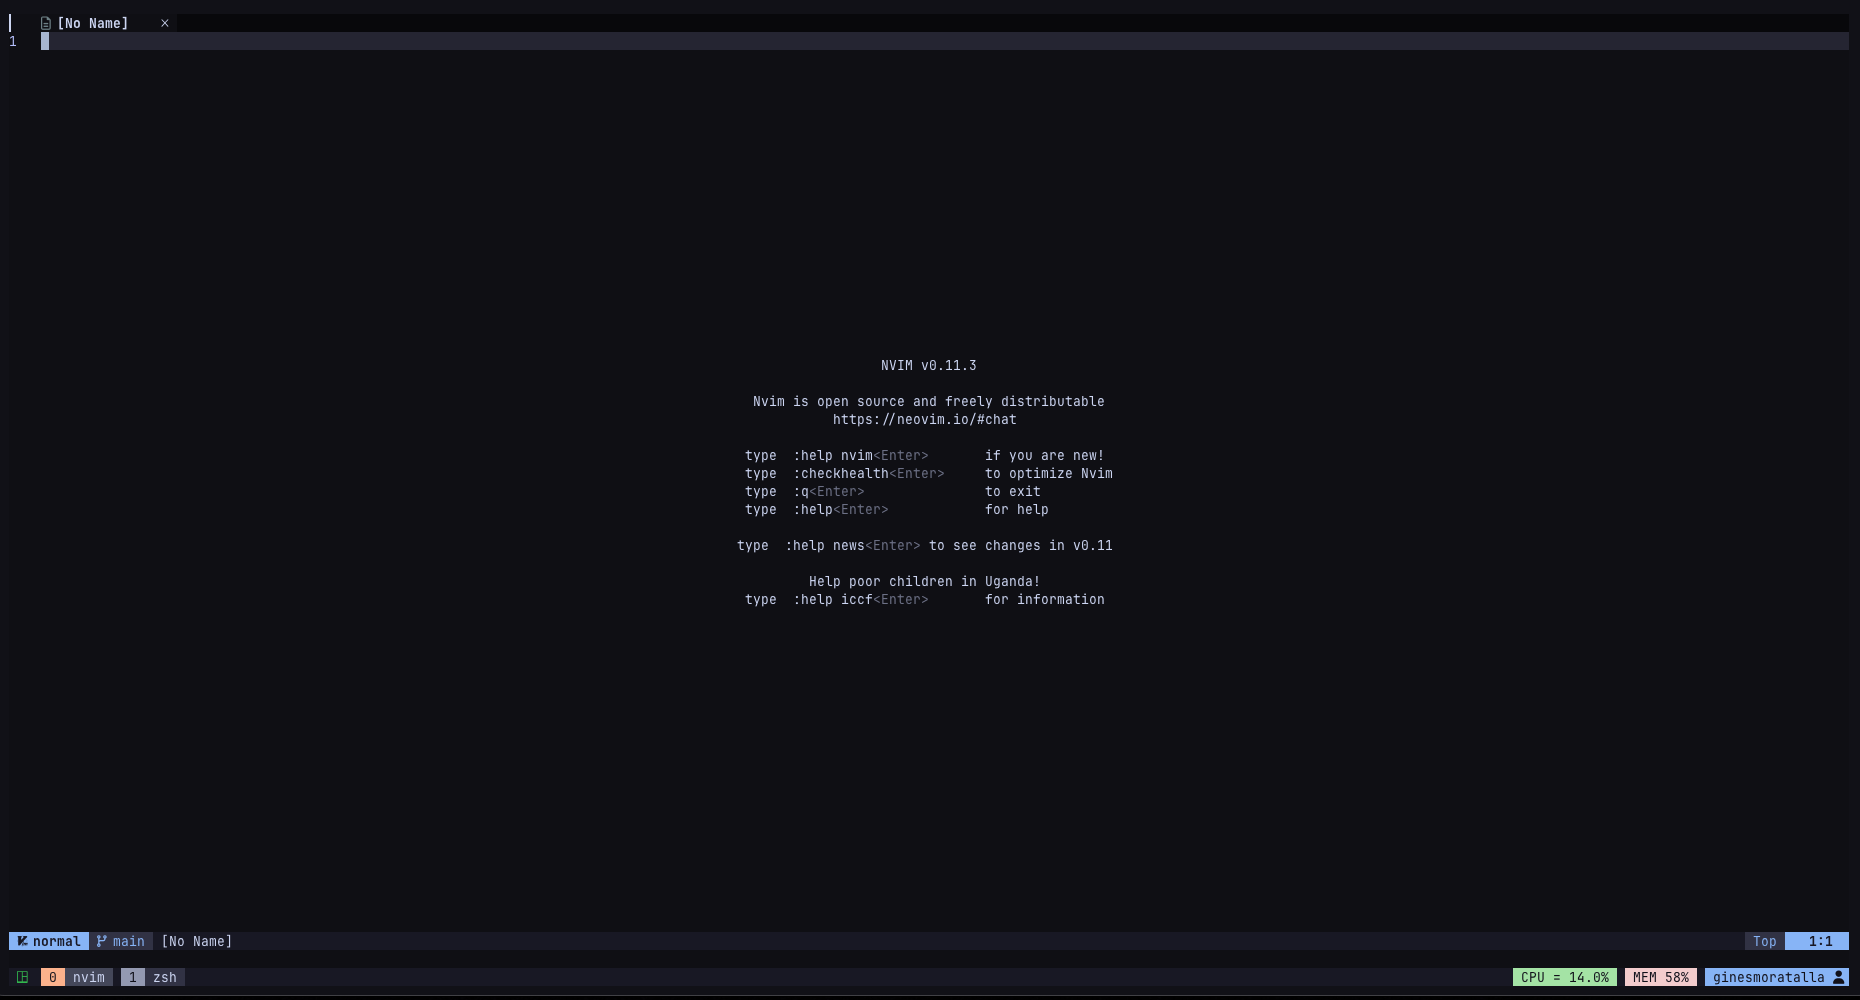 [No Name] ×
1
NVIM v0.11.3
Nvim is open source and freely distributable
https://neovim.io/#chat
type :help nvim<Enter> if you are new!
type :checkhealth<Enter> to optimize Nvim
type :q<Enter> to exit
type :help<Enter> for help
type :help news<Enter> to see changes in v0.11
Help poor children in Uganda!
type :help iccf<Enter> for information
normal main [No Name] Top 1:1
0 nvim 1 zsh CPU = 14.0% MEM 58% ginesmoratalla